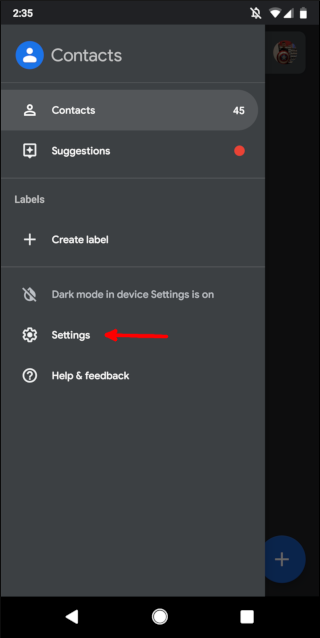 2:35
Contacts
Contacts 45
Suggestions
Labels
Create label
Dark mode in device Settings is on
Settings
Help & feedback